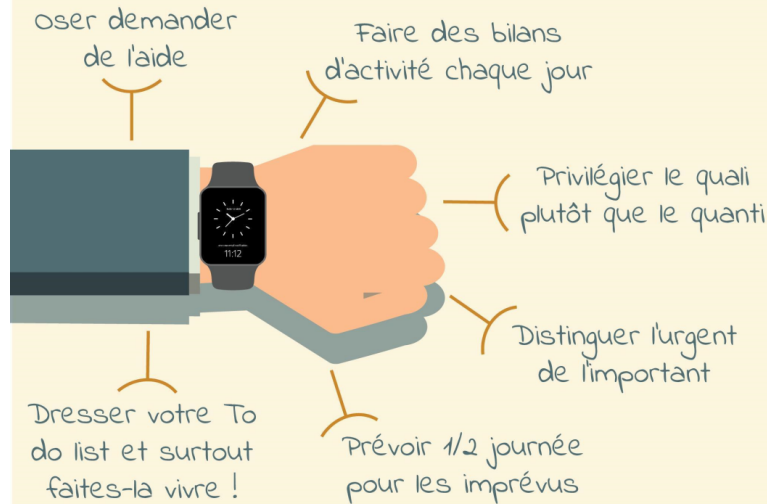 Oser demander
de l'aide
Faire des bilans
d'activité chaque jour
Privilégier le quali
plutôt que le quanti
Distinguer l'urgent
de l'important
Prévoir 1/2 journée
pour les imprévus
Dresser votre To
do list et surtout
faites-la vivre !
11:12